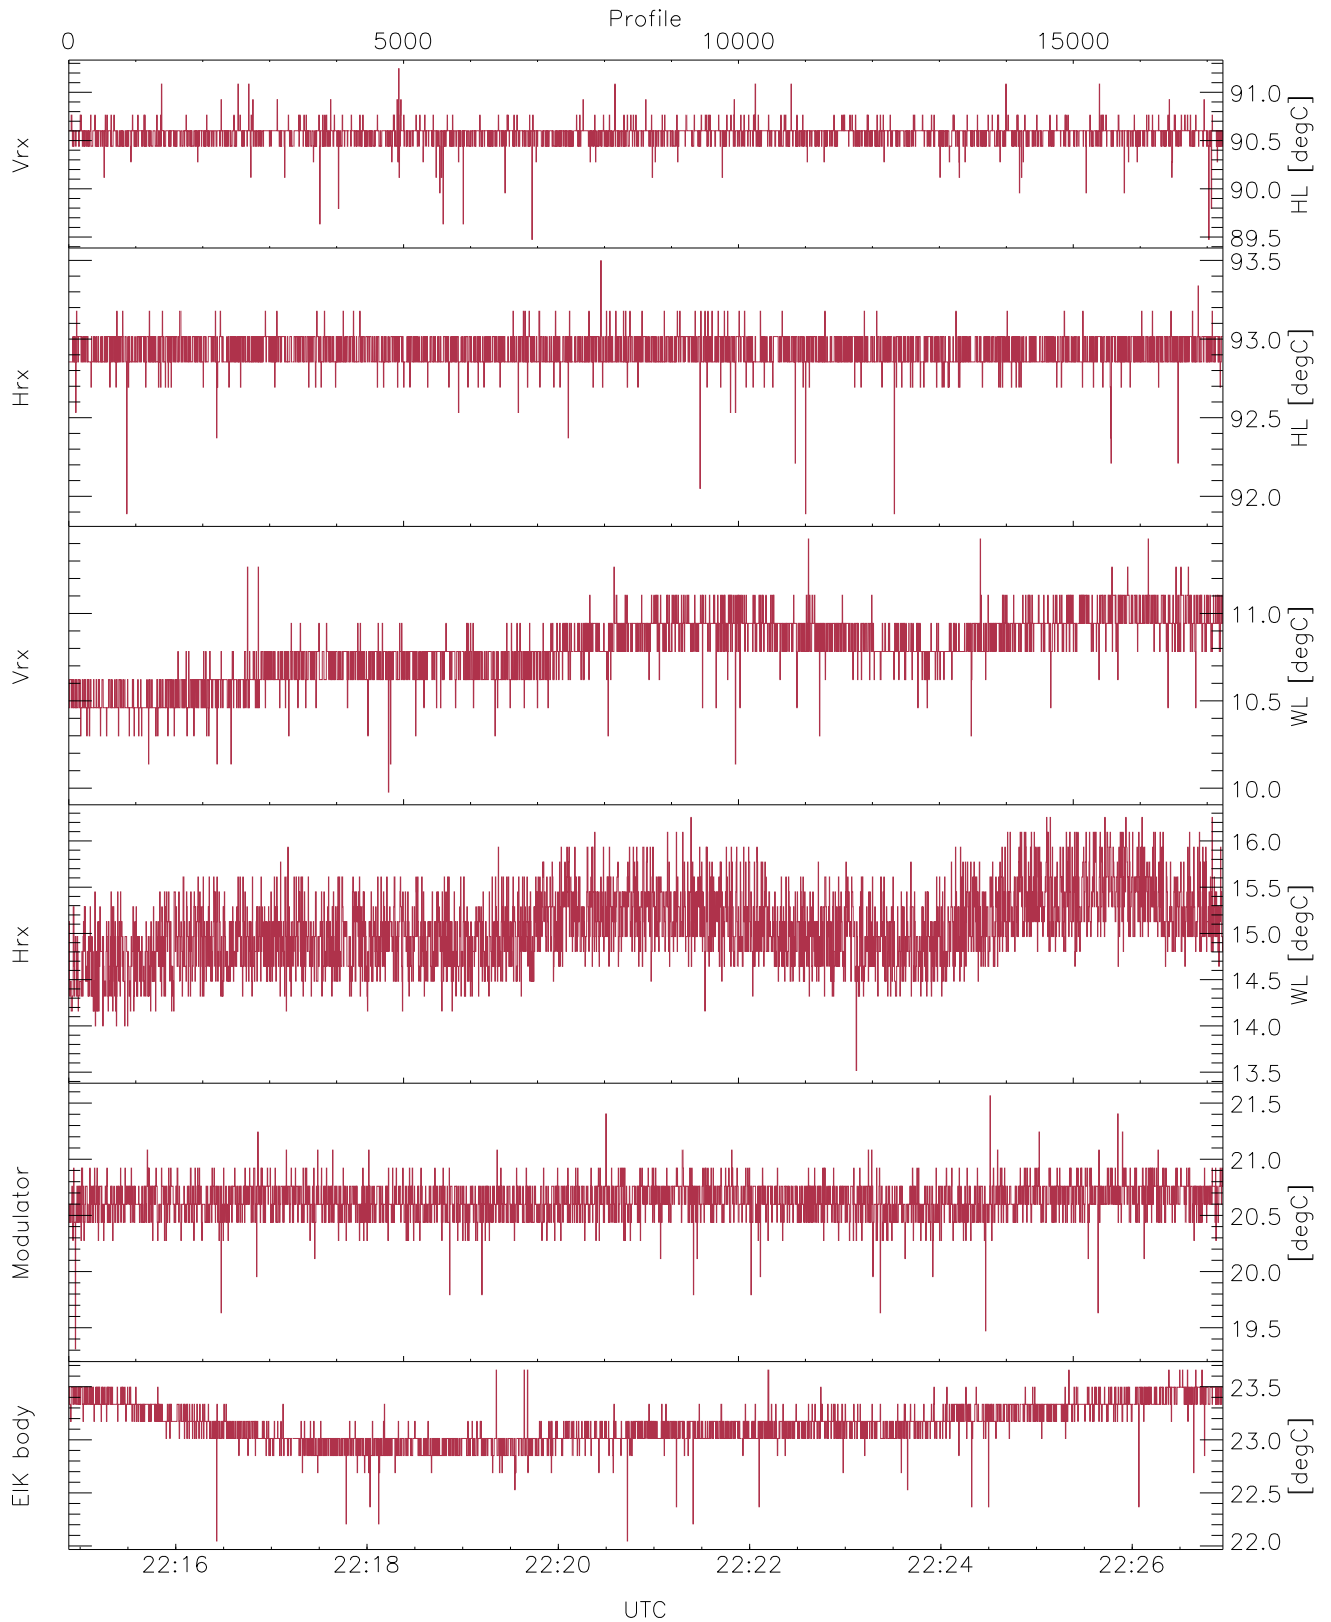 Profile
0 5000 10000 15000
Vrx
91.0
90.5
90.0
89.5
HL [degC]
Hrx
93.5
93.0
92.5
92.0
HL [degC]
Vrx
11.0
10.5
10.0
WL [degC]
Hrx
16.0
15.5
15.0
14.5
14.0
13.5
WL [degC]
Modulator
21.5
21.0
20.5
20.0
19.5
[degC]
EIK body
23.5
23.0
22.5
22.0
[degC]
22:16 22:18 22:20 22:22 22:24 22:26
UTC